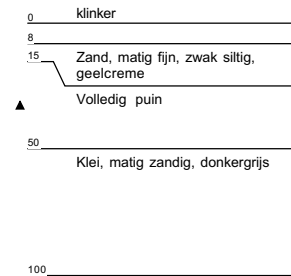 0 klinker
8
15 Zand, matig fijn, zwak siltig,
geelcreme
Volledig puin
50
Klei, matig zandig, donkergrijs
100